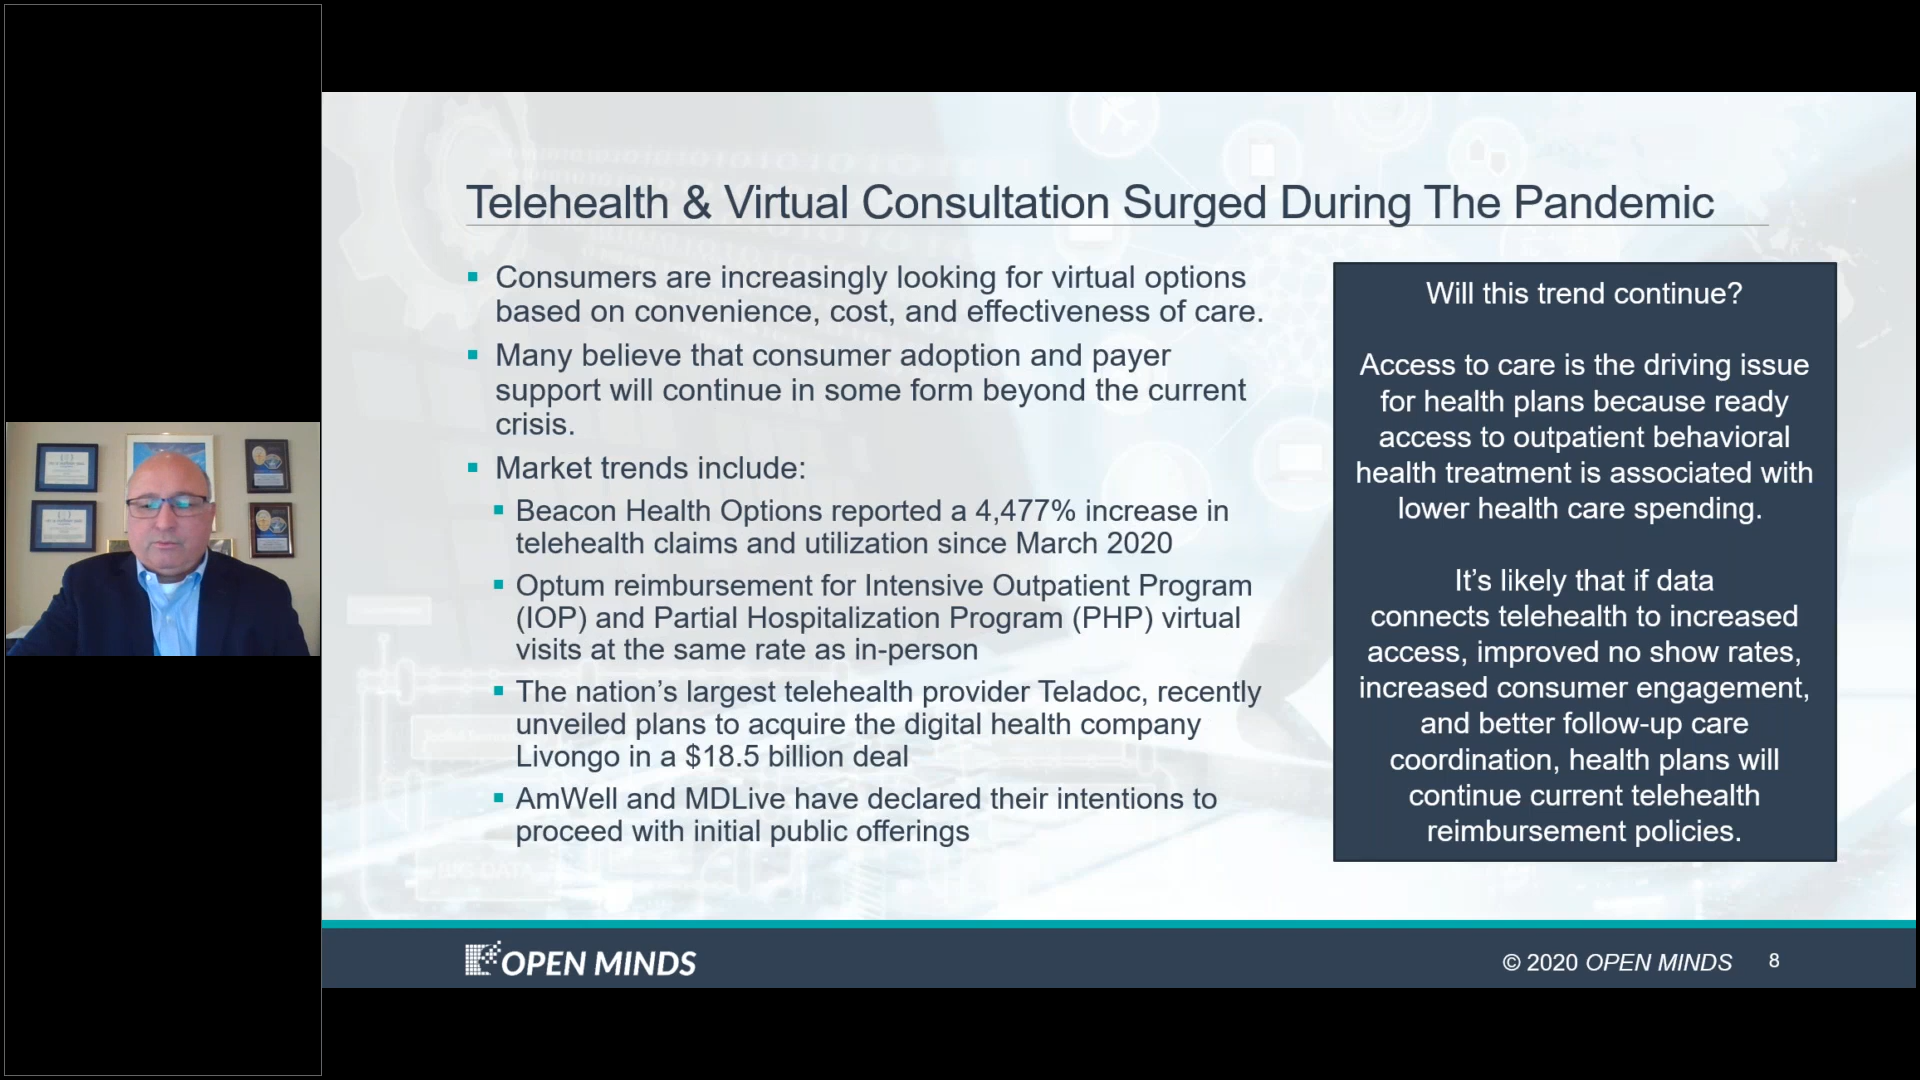 Telehealth & Virtual Consultation Surged During The Pandemic
Consumers are increasingly looking for virtual options
based on convenience, cost, and effectiveness of care.
Many believe that consumer adoption and payer
support will continue in some form beyond the current
crisis.
Market trends include:
Beacon Health Options reported a 4,477% increase in
telehealth claims and utilization since March 2020
Optum reimbursement for Intensive Outpatient Program
(IOP) and Partial Hospitalization Program (PHP) virtual
visits at the same rate as in-person
The nation’s largest telehealth provider Teladoc, recently
unveiled plans to acquire the digital health company
Livongo in a $18.5 billion deal
AmWell and MDLive have declared their intentions to
proceed with initial public offerings
Will this trend continue?
Access to care is the driving issue
for health plans because ready
access to outpatient behavioral
health treatment is associated with
lower health care spending.
It’s likely that if data
connects telehealth to increased
access, improved no show rates,
increased consumer engagement,
and better follow-up care
coordination, health plans will
continue current telehealth
reimbursement policies.
BIG DATA
OPEN MINDS
© 2020 OPEN MINDS 8